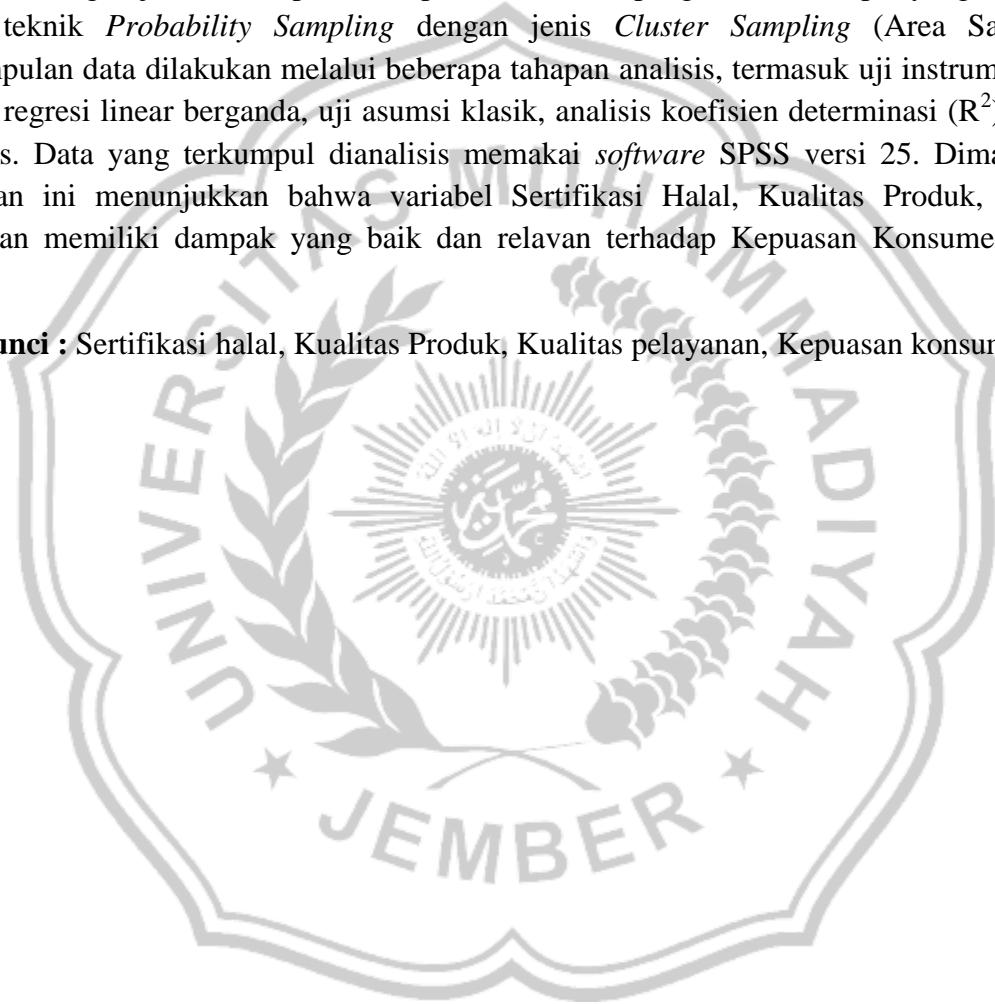 teknik Probability Sampling dengan jenis Cluster Sampling (Area Sa
mpulan data dilakukan melalui beberapa tahapan analisis, termasuk uji instrum
regresi linear berganda, uji asumsi klasik, analisis koefisien determinasi (R²)
s. Data yang terkumpul dianalisis memakai software SPSS versi 25. Dima
an ini menunjukkan bahwa variabel Sertifikasi Halal, Kualitas Produk,
an memiliki dampak yang baik dan relavan terhadap Kepuasan Konsume
unci : Sertifikasi halal, Kualitas Produk, Kualitas pelayanan, Kepuasan konsun
UNIVERSITAS MUHAMMADIYAH
JEMBER